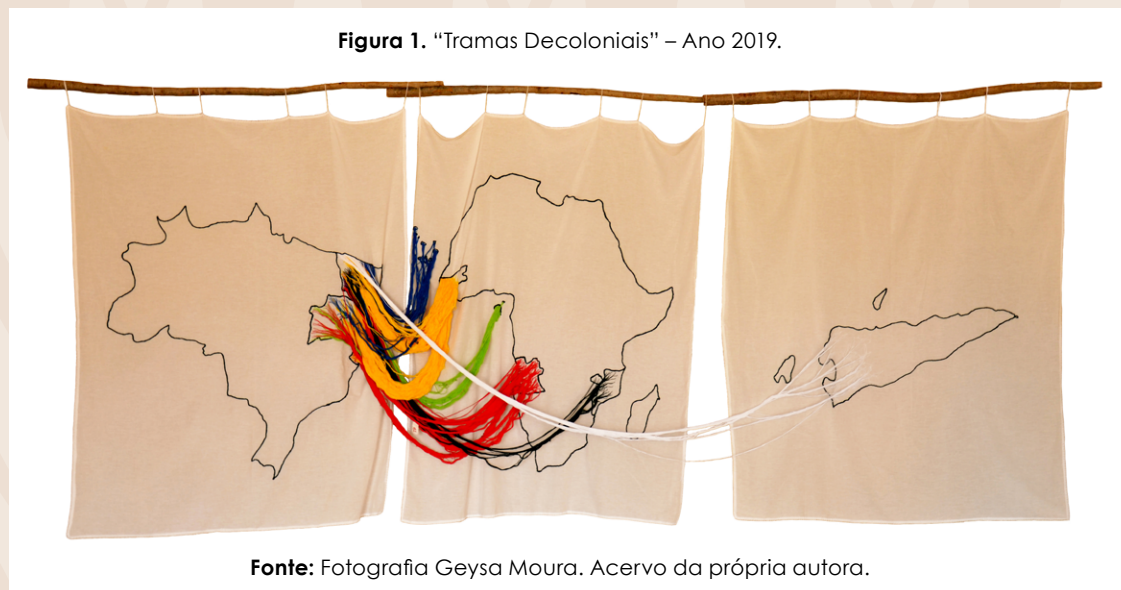 Figura 1. “Tramas Decoloniais” – Ano 2019.
Fonte: Fotografia Geysa Moura. Acervo da própria autora.